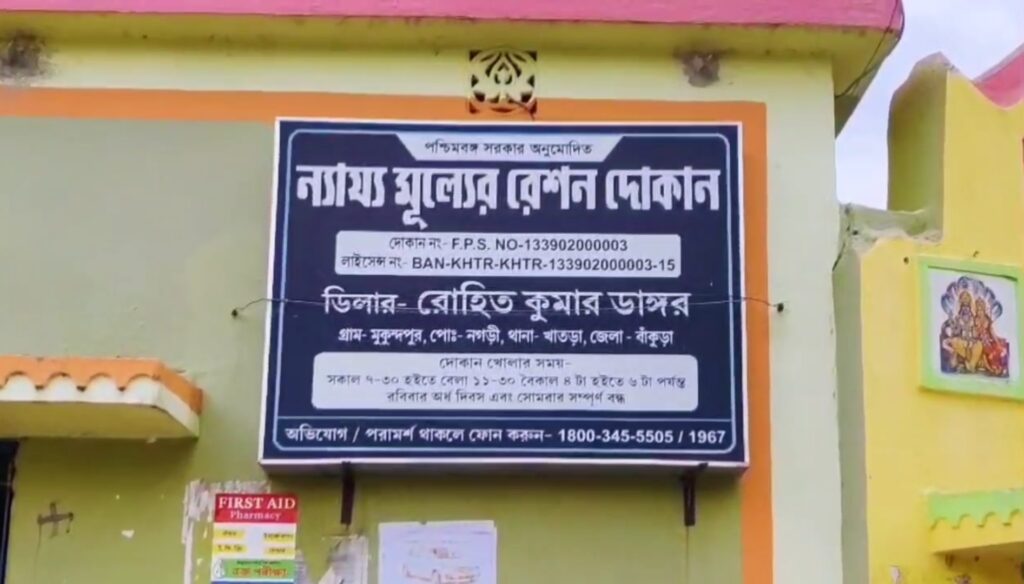 পশ্চিমবঙ্গ সরকার অনুমোদিত
ন্যায্য মূল্যের রেশন দোকান
দোকান নং- F.P.S. NO-133902000003
লাইসেন্স নং- BAN-KHTR-KHTR-133902000003-15
ডিলার- রোহিত কুমার ডাঙ্গর
গ্রাম- মুকুন্দপুর, পোঃ- নগড়ী, থানা- খাতড়া, জেলা - বাঁকুড়া
দোকান খোলার সময়-
সকাল ৭-৩০ হইতে বেলা ১১-৩০ বৈকাল ৪ টা হইতে ৬ টা পর্যন্ত
রবিবার অর্ধ দিবস এবং সোমবার সম্পূর্ণ বন্ধ
অভিযোগ / পরামর্শ থাকলে ফোন করুন- 1800-345-5505 / 1967
FIRST AID
Pharmacy
রক্ত পরীক্ষা